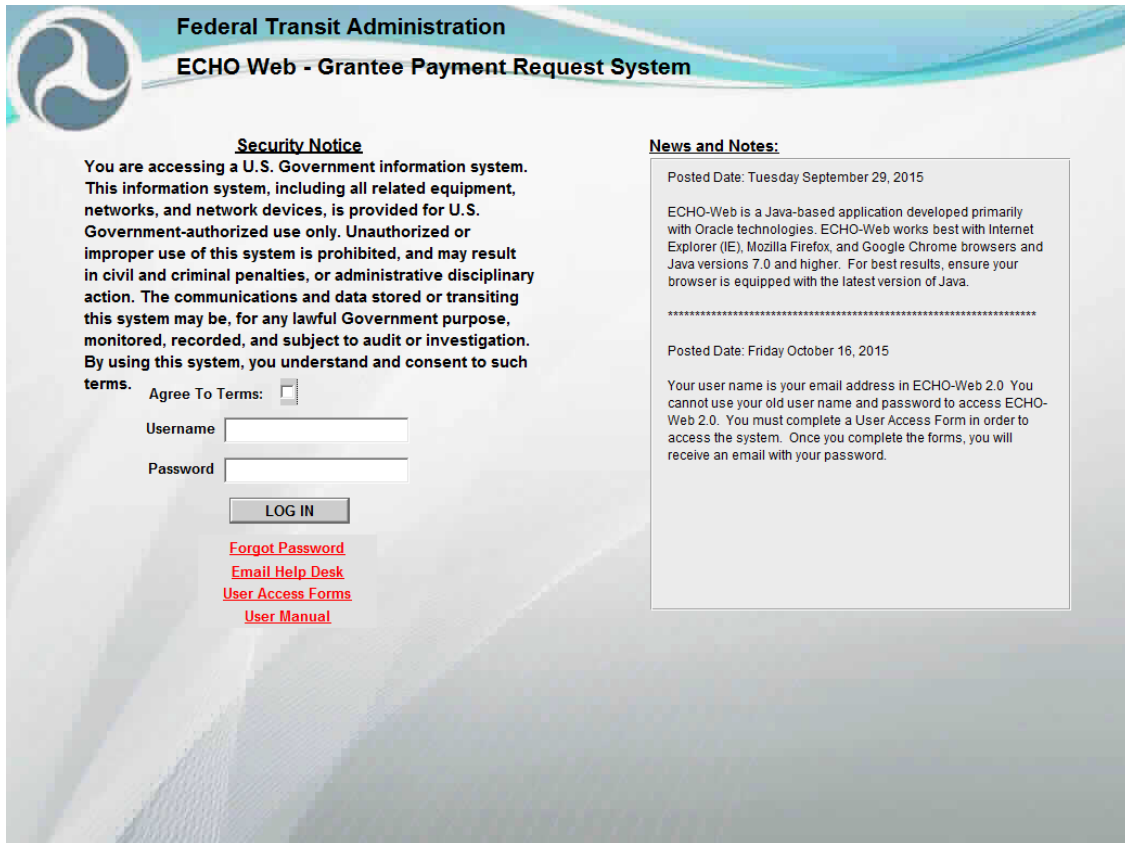 Federal Transit Administration
ECHO Web - Grantee Payment Request System
Security Notice
You are accessing a U.S. Government information system.
This information system, including all related equipment,
networks, and network devices, is provided for U.S.
Government-authorized use only. Unauthorized or
improper use of this system is prohibited, and may result
in civil and criminal penalties, or administrative disciplinary
action. The communications and data stored or transiting
this system may be, for any lawful Government purpose,
monitored, recorded, and subject to audit or investigation.
By using this system, you understand and consent to such
terms.
Agree To Terms:
Username
Password
LOG IN
Forgot Password
Email Help Desk
User Access Forms
User Manual
News and Notes:
Posted Date: Tuesday September 29, 2015
ECHO-Web is a Java-based application developed primarily
with Oracle technologies. ECHO-Web works best with Internet
Explorer (IE), Mozilla Firefox, and Google Chrome browsers and
Java versions 7.0 and higher.  For best results, ensure your
browser is equipped with the latest version of Java.
********************************************************************
Posted Date: Friday October 16, 2015
Your user name is your email address in ECHO-Web 2.0  You
cannot use your old user name and password to access ECHO-
Web 2.0.  You must complete a User Access Form in order to
access the system.  Once you complete the forms, you will
receive an email with your password.